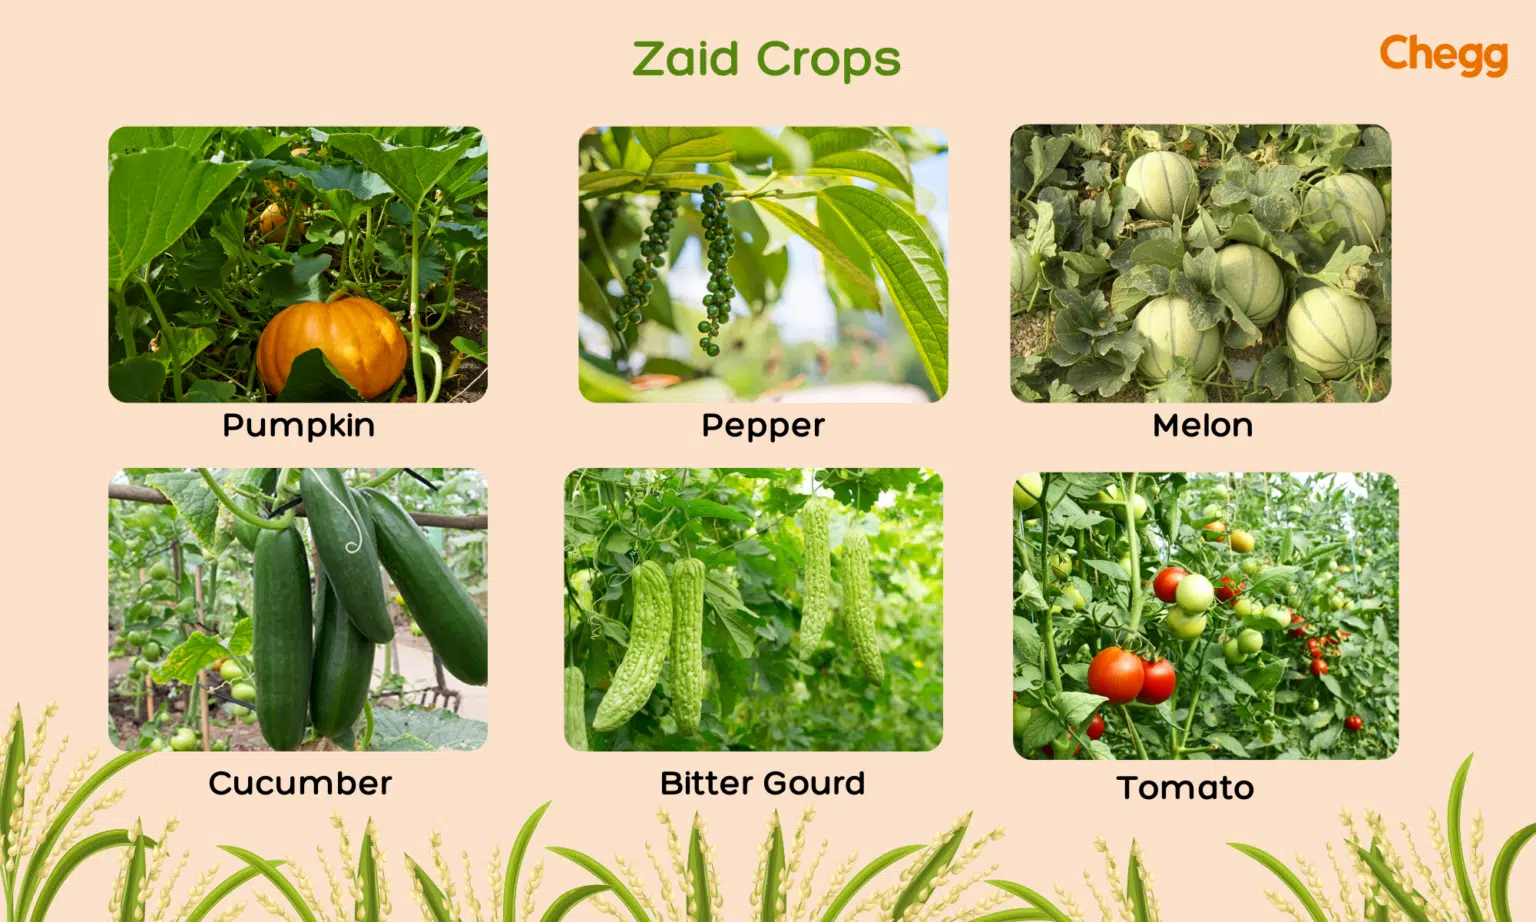 Zaid Crops
Chegg
Pumpkin
Pepper
Melon
Cucumber
Bitter Gourd
Tomato